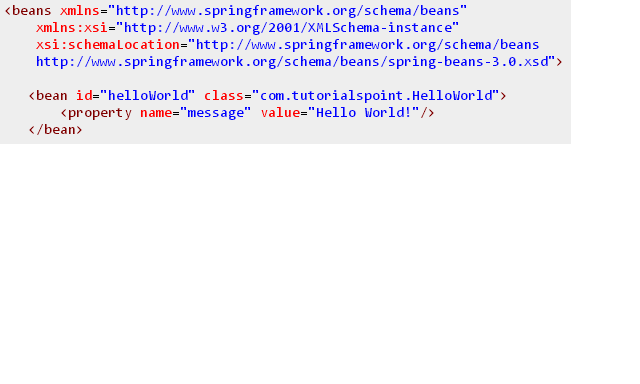 <beans xmlns="http://www.springframework.org/schema/beans"
    xmlns:xsi="http://www.w3.org/2001/XMLSchema-instance"
    xsi:schemaLocation="http://www.springframework.org/schema/beans
    http://www.springframework.org/schema/beans/spring-beans-3.0.xsd">

   <bean id="helloWorld" class="com.tutorialspoint.HelloWorld">
       <property name="message" value="Hello World!"/>
   </bean>